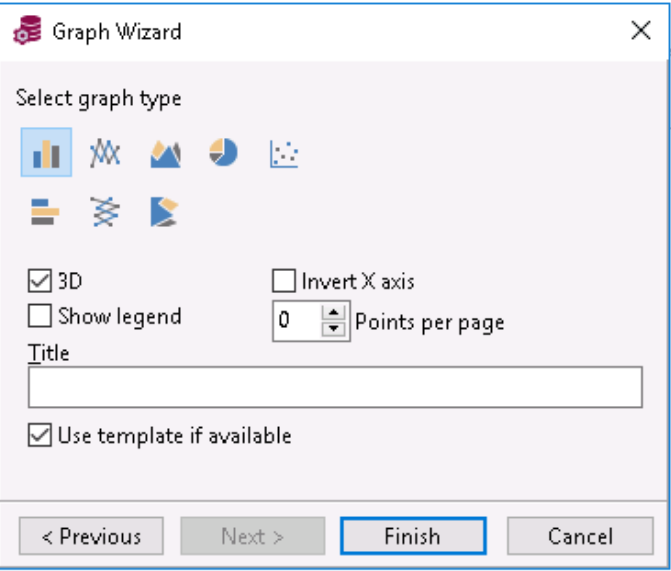 Graph Wizard
Select graph type
3D
Invert X axis
Show legend
0 Points per page
Title
Use template if available
< Previous Next > Finish Cancel